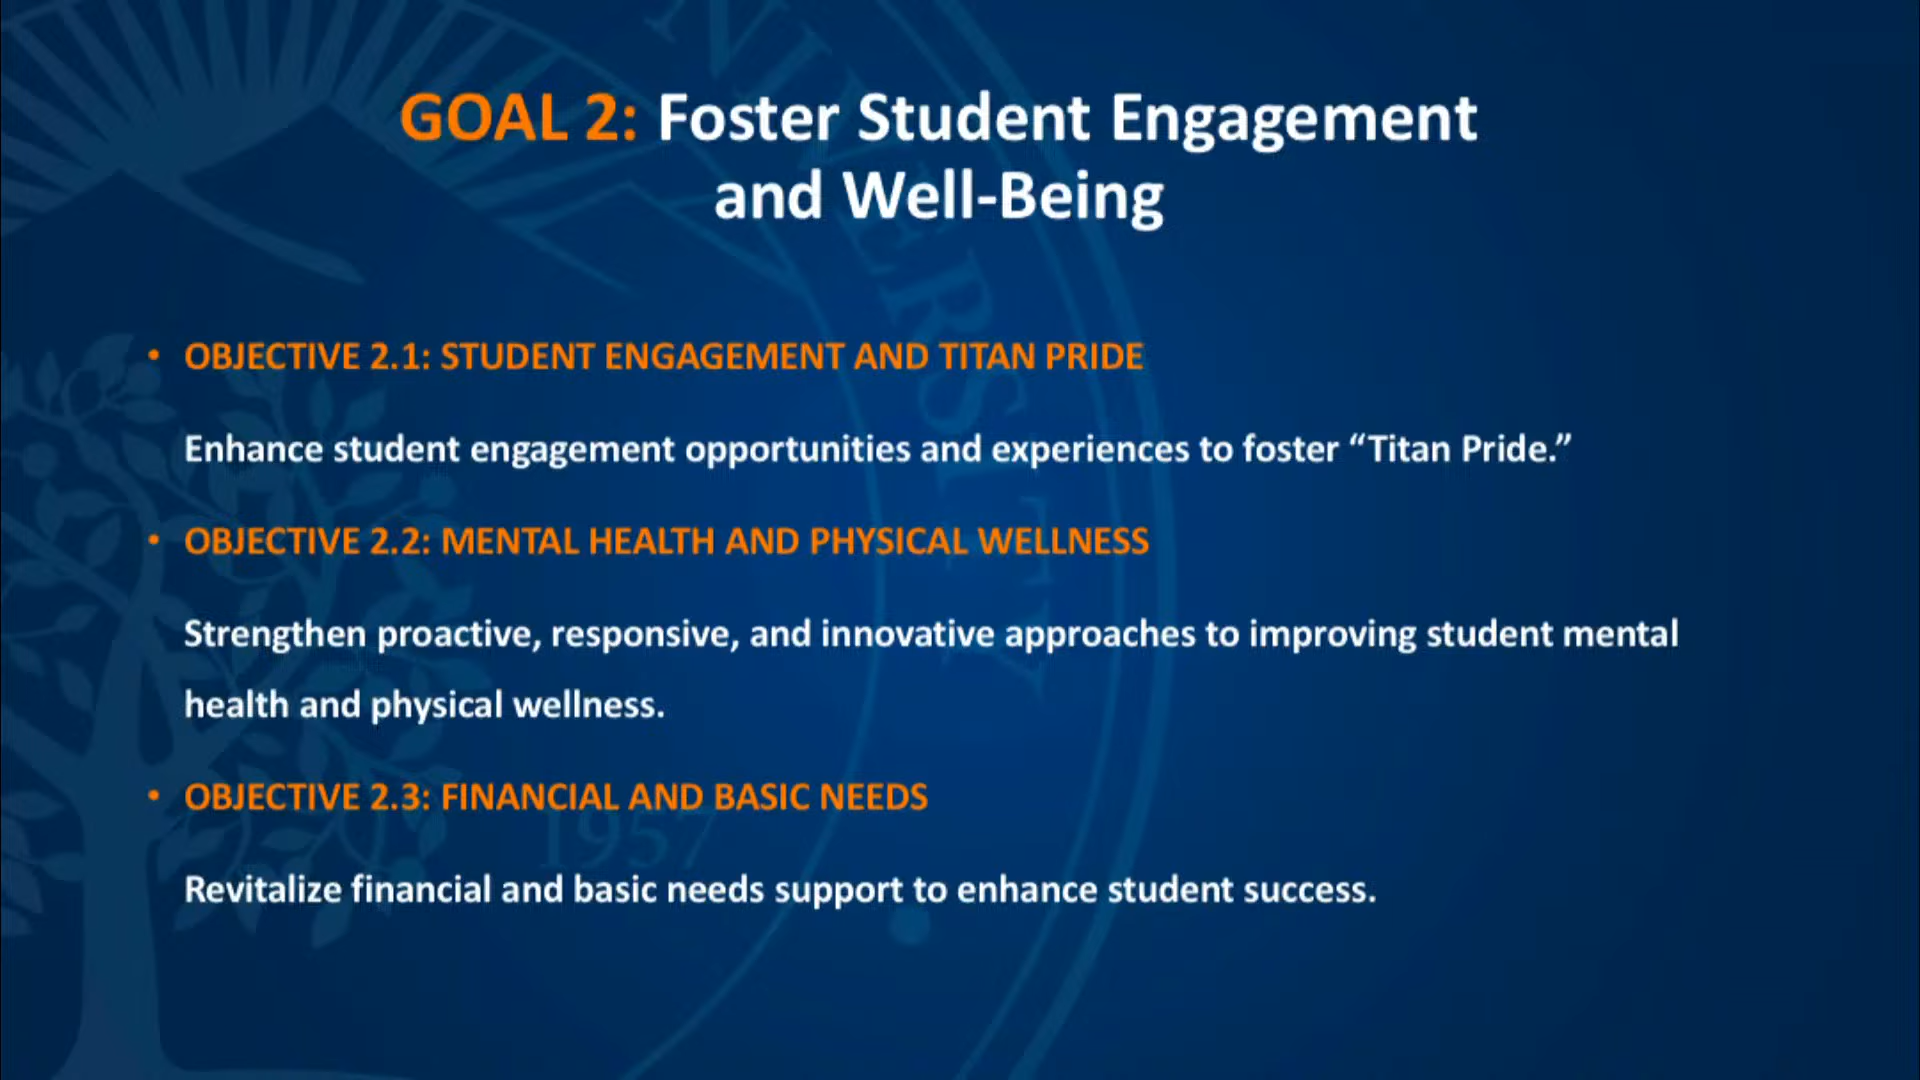 GOAL 2: Foster Student Engagement
and Well-Being
• OBJECTIVE 2.1: STUDENT ENGAGEMENT AND TITAN PRIDE
Enhance student engagement opportunities and experiences to foster “Titan Pride.”
• OBJECTIVE 2.2: MENTAL HEALTH AND PHYSICAL WELLNESS
Strengthen proactive, responsive, and innovative approaches to improving student mental
health and physical wellness.
• OBJECTIVE 2.3: FINANCIAL AND BASIC NEEDS
Revitalize financial and basic needs support to enhance student success.
NIVERSITY
1957